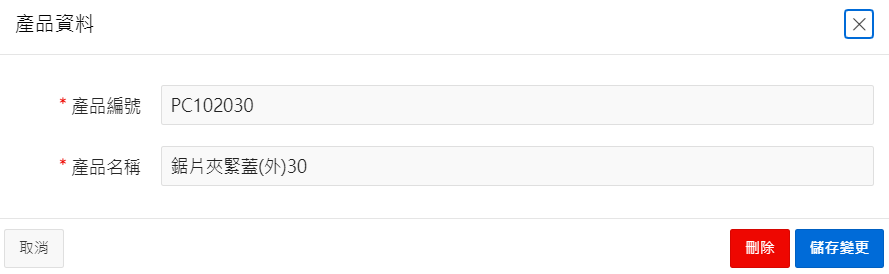 產品資料
* 產品編號 PC102030
* 產品名稱 鋸片夾緊蓋(外)30
取消 刪除 儲存變更